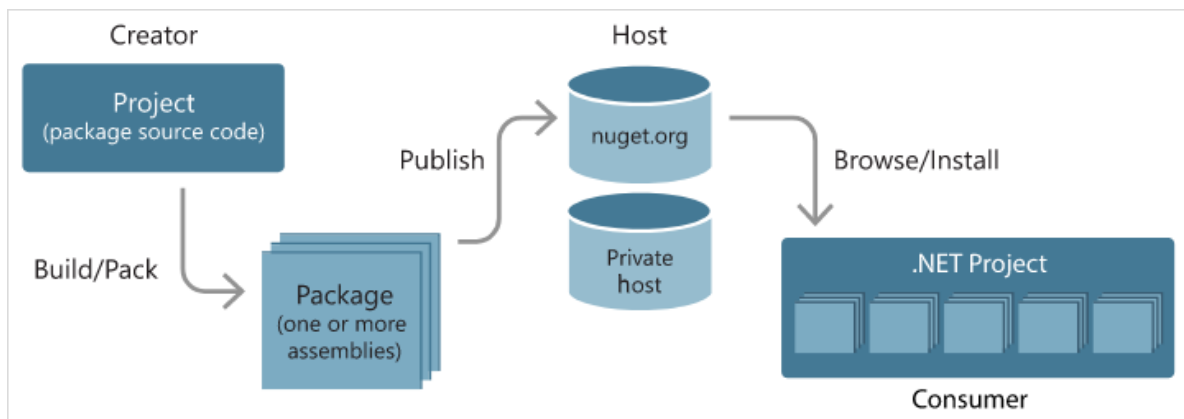 Creator
Project
(package source code)
Build/Pack
Package
(one or more
assemblies)
Publish
Host
nuget.org
Private
host
Browse/Install
.NET Project
Consumer